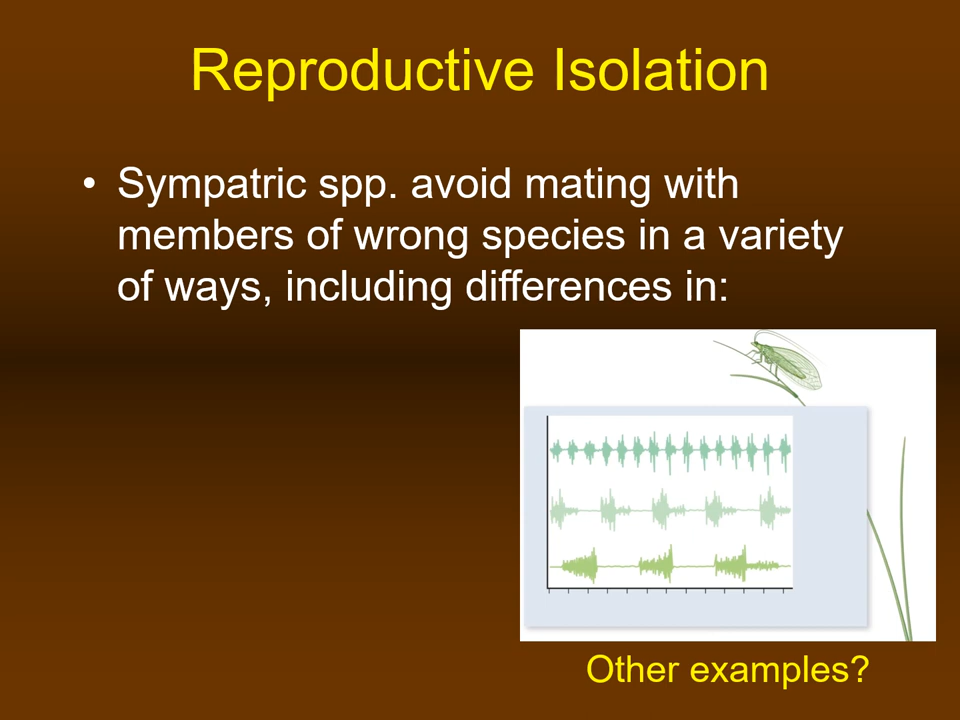 Reproductive Isolation
• Sympatric spp. avoid mating with
members of wrong species in a variety
of ways, including differences in:
Other examples?